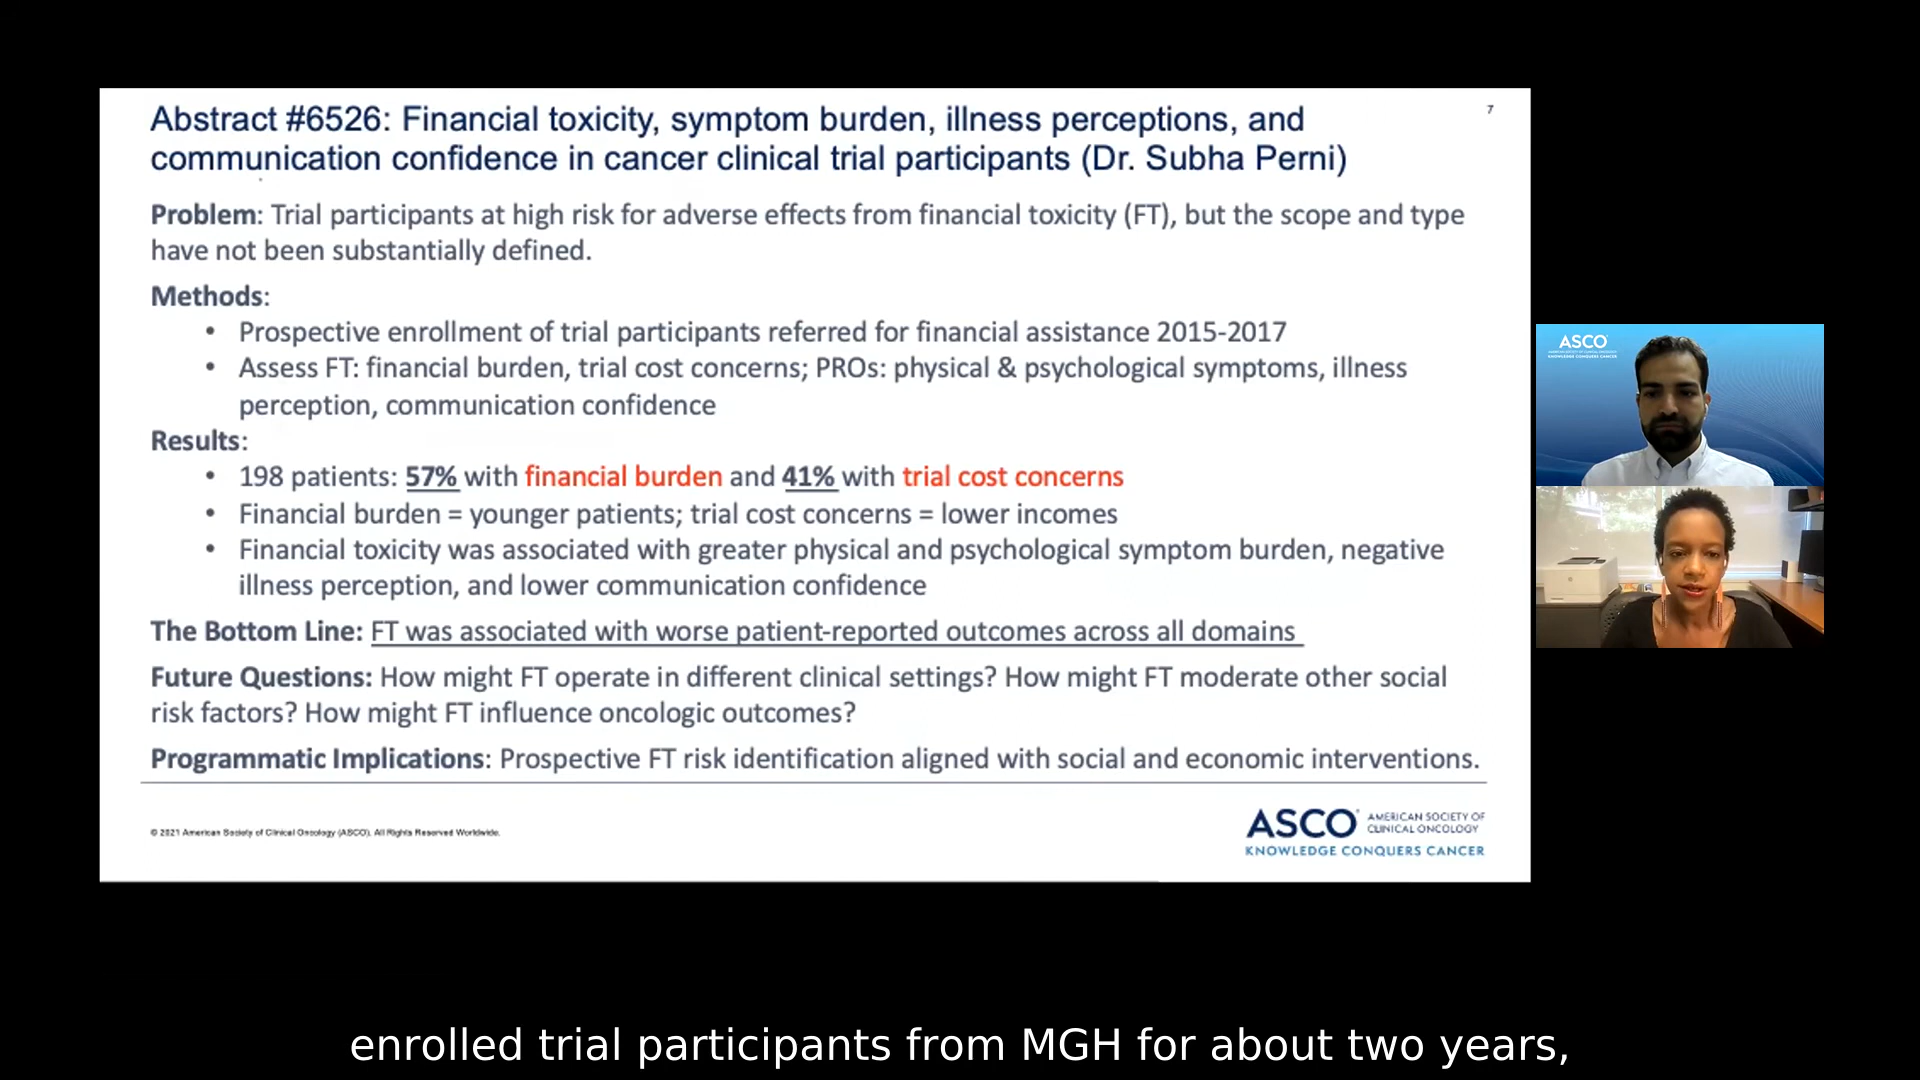 Abstract #6526: Financial toxicity, symptom burden, illness perceptions, and
communication confidence in cancer clinical trial participants (Dr. Subha Perni)
7
Problem: Trial participants at high risk for adverse effects from financial toxicity (FT), but the scope and type
have not been substantially defined.
Methods:
• Prospective enrollment of trial participants referred for financial assistance 2015-2017
• Assess FT: financial burden, trial cost concerns; PROs: physical & psychological symptoms, illness
perception, communication confidence
Results:
• 198 patients: 57% with financial burden and 41% with trial cost concerns
• Financial burden = younger patients; trial cost concerns = lower incomes
• Financial toxicity was associated with greater physical and psychological symptom burden, negative
illness perception, and lower communication confidence
The Bottom Line: FT was associated with worse patient-reported outcomes across all domains
Future Questions: How might FT operate in different clinical settings? How might FT moderate other social
risk factors? How might FT influence oncologic outcomes?
Programmatic Implications: Prospective FT risk identification aligned with social and economic interventions.
© 2021 American Society of Clinical Oncology (ASCO). All Rights Reserved Worldwide.
ASCO® AMERICAN SOCIETY OF
CLINICAL ONCOLOGY
KNOWLEDGE CONQUERS CANCER
ASCO
KNOWLEDGE CONQUERS CANCER
enrolled trial participants from MGH for about two years,